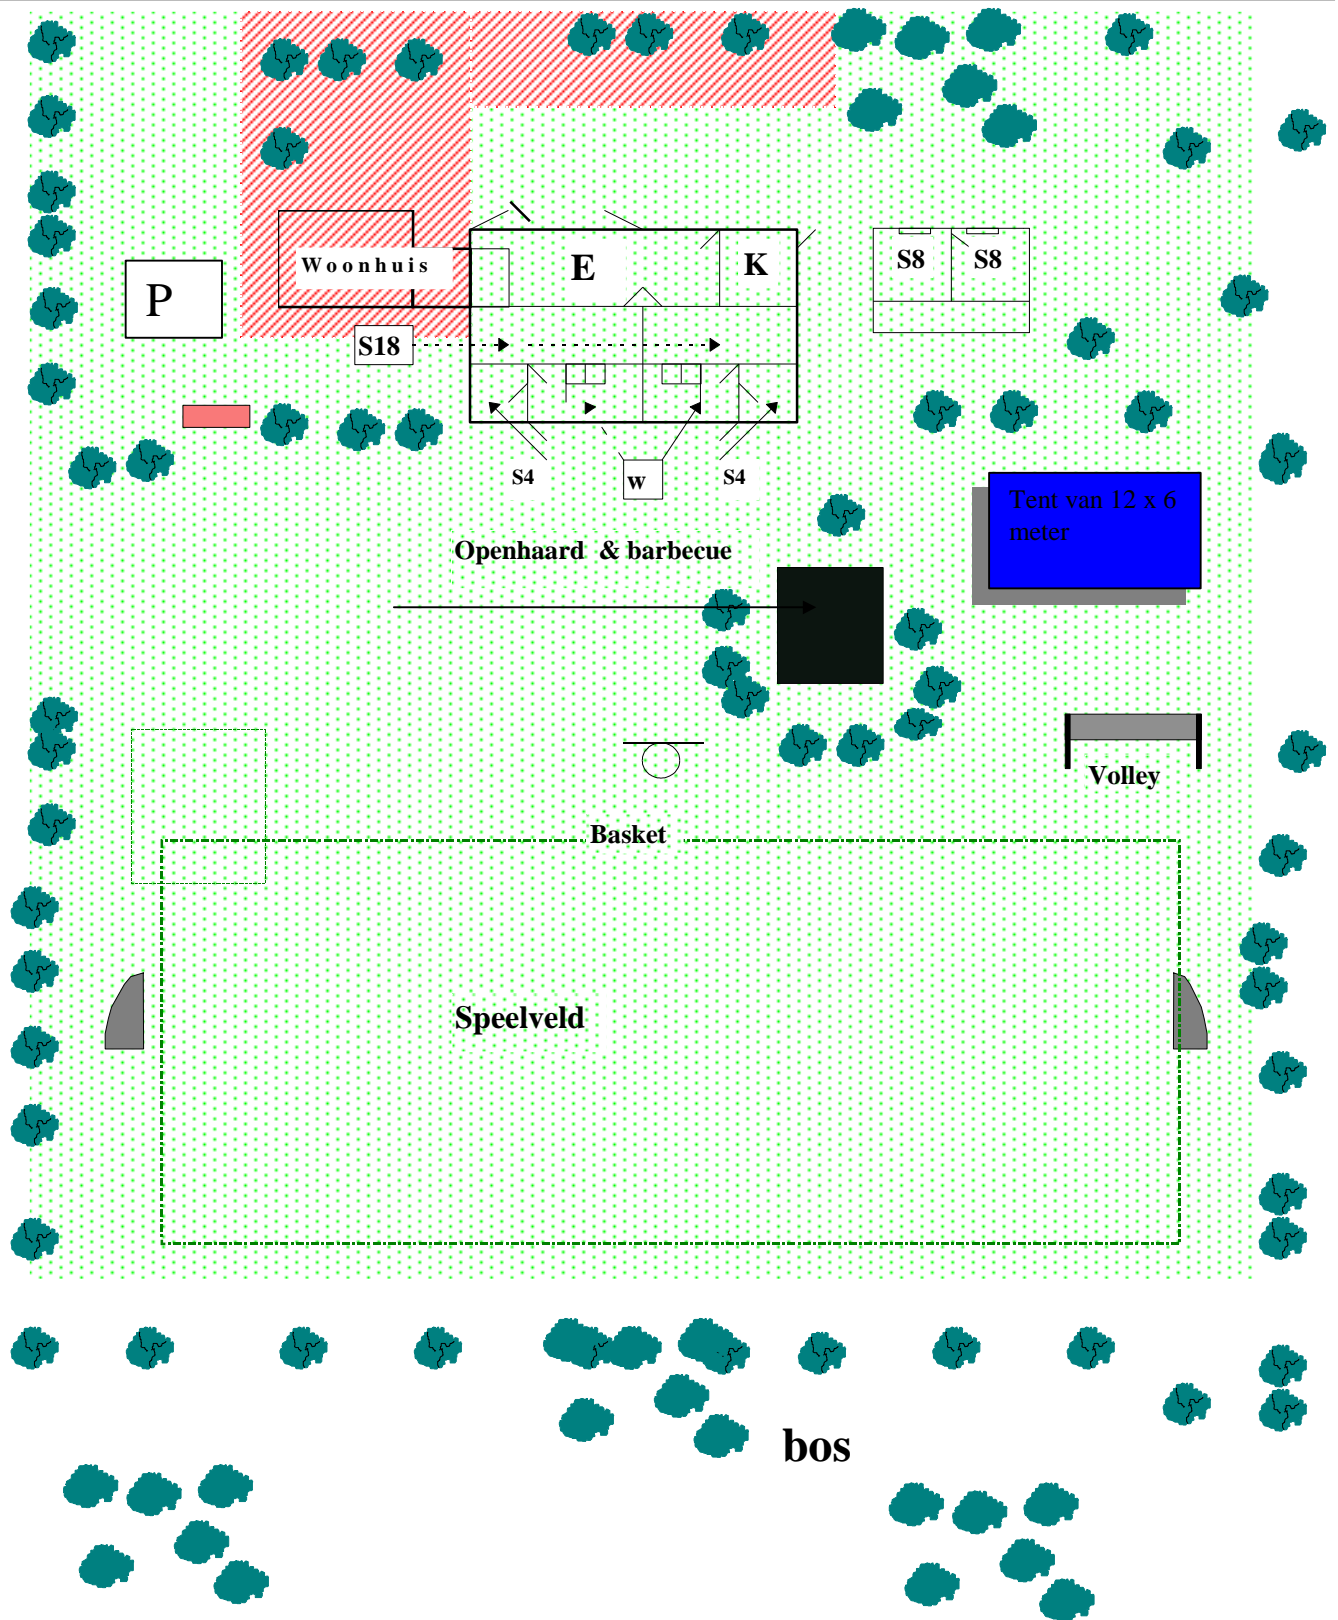 Woonhuis
E
K
S8
S8
P
S18
S4
w
S4
Tent van 12 x 6
meter
Openhaard & barbecue
Volley
Basket
Speelveld
bos